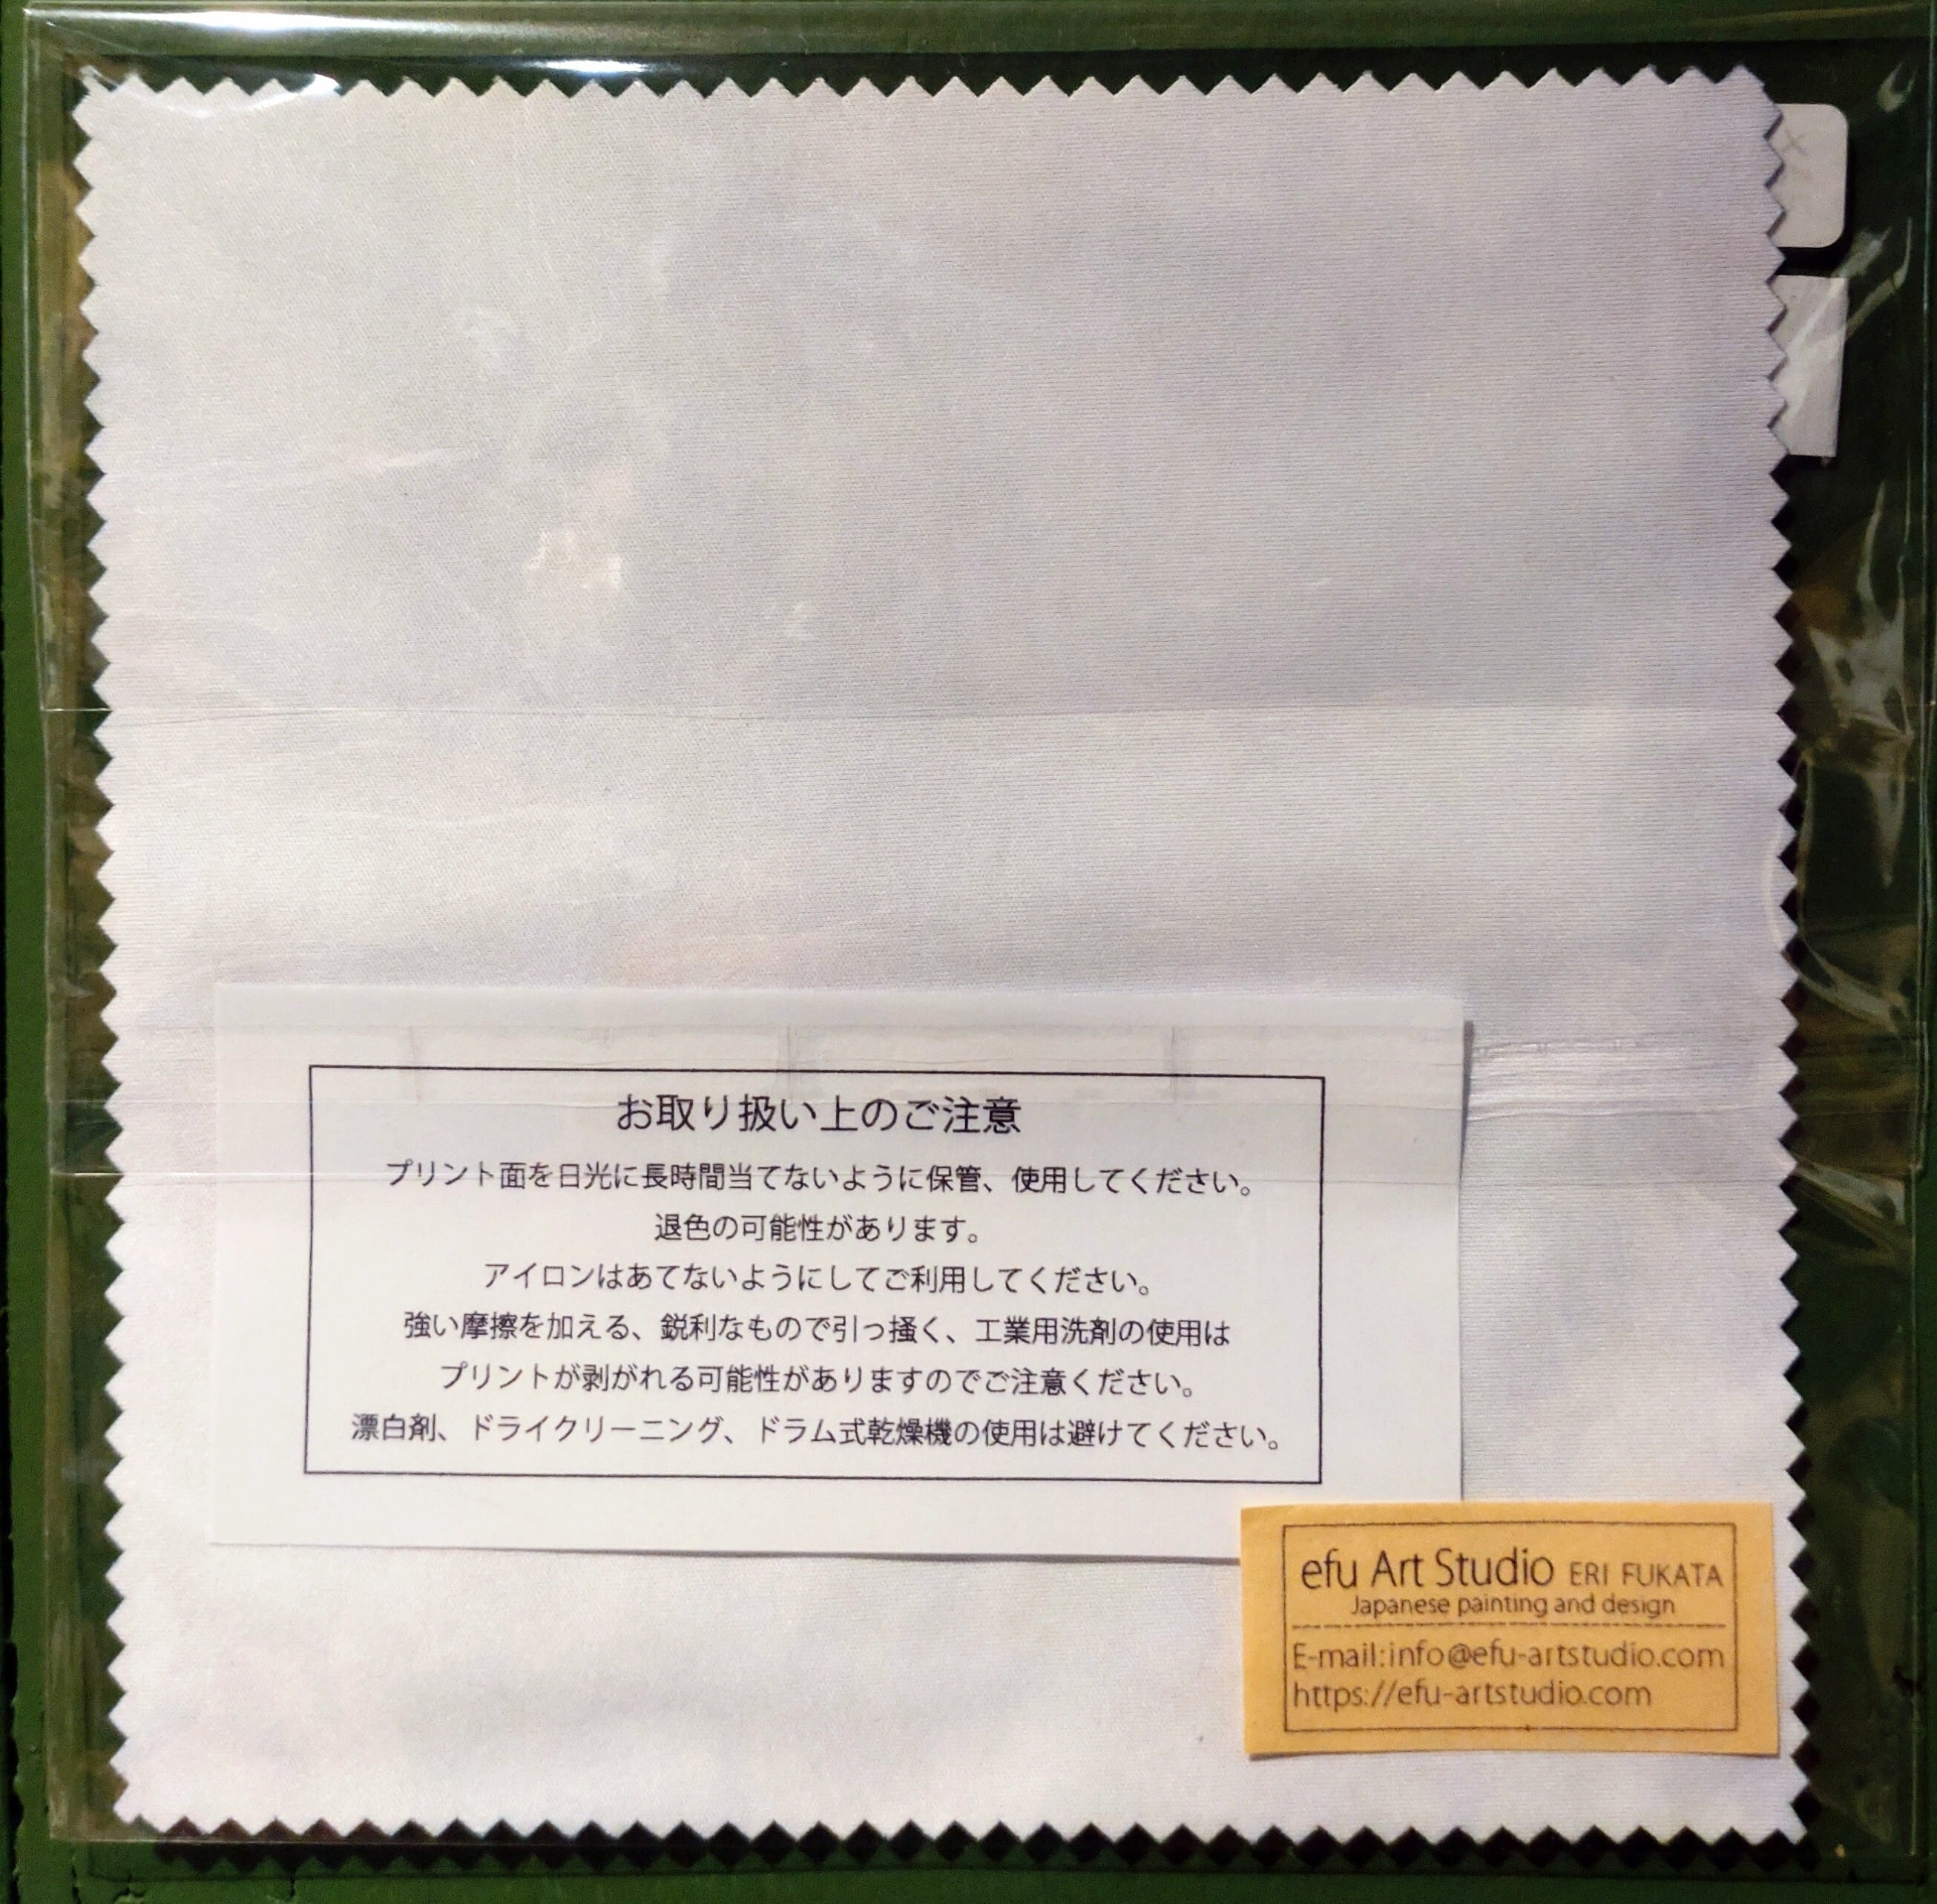 お取り扱い上のご注意
プリント面を日光に長時間当てないように保管、使用してください。
退色の可能性があります。
アイロンはあてないようにしてご利用してください。
強い摩擦を加える、鋭利なもので引っ掻く、工業用洗剤の使用は
プリントが剥がれる可能性がありますのでご注意ください。
漂白剤、ドライクリーニング、ドラム式乾燥機の使用は避けてください。
efu Art Studio ERI FUKATA
Japanese painting and design
E-mail:info@efu-artstudio.com
https://efu-artstudio.com